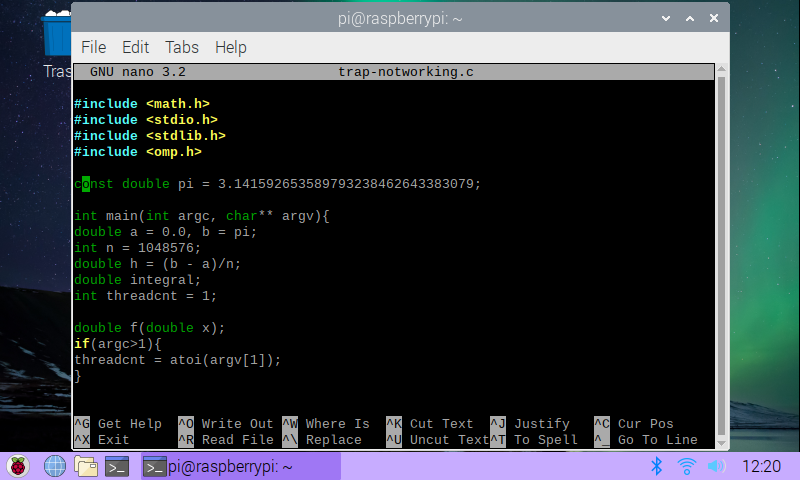 pi@raspberrypi: ~
File Edit Tabs Help
Tras
GNU nano 3.2 trap-notworking.c
#include <math.h>
#include <stdio.h>
#include <stdlib.h>
#include <omp.h>
const double pi = 3.141592653589793238462643383079;
int main(int argc, char** argv){
double a = 0.0, b = pi;
int n = 1048576;
double h = (b - a)/n;
double integral;
int threadcnt = 1;
double f(double x);
if(argc>1){
threadcnt = atoi(argv[1]);
}
^G Get Help ^O Write Out ^W Where Is ^K Cut Text ^J Justify ^C Cur Pos
^X Exit ^R Read File ^\ Replace ^U Uncut Text ^T To Spell ^_ Go To Line
pi@raspberrypi: ~ 12:20